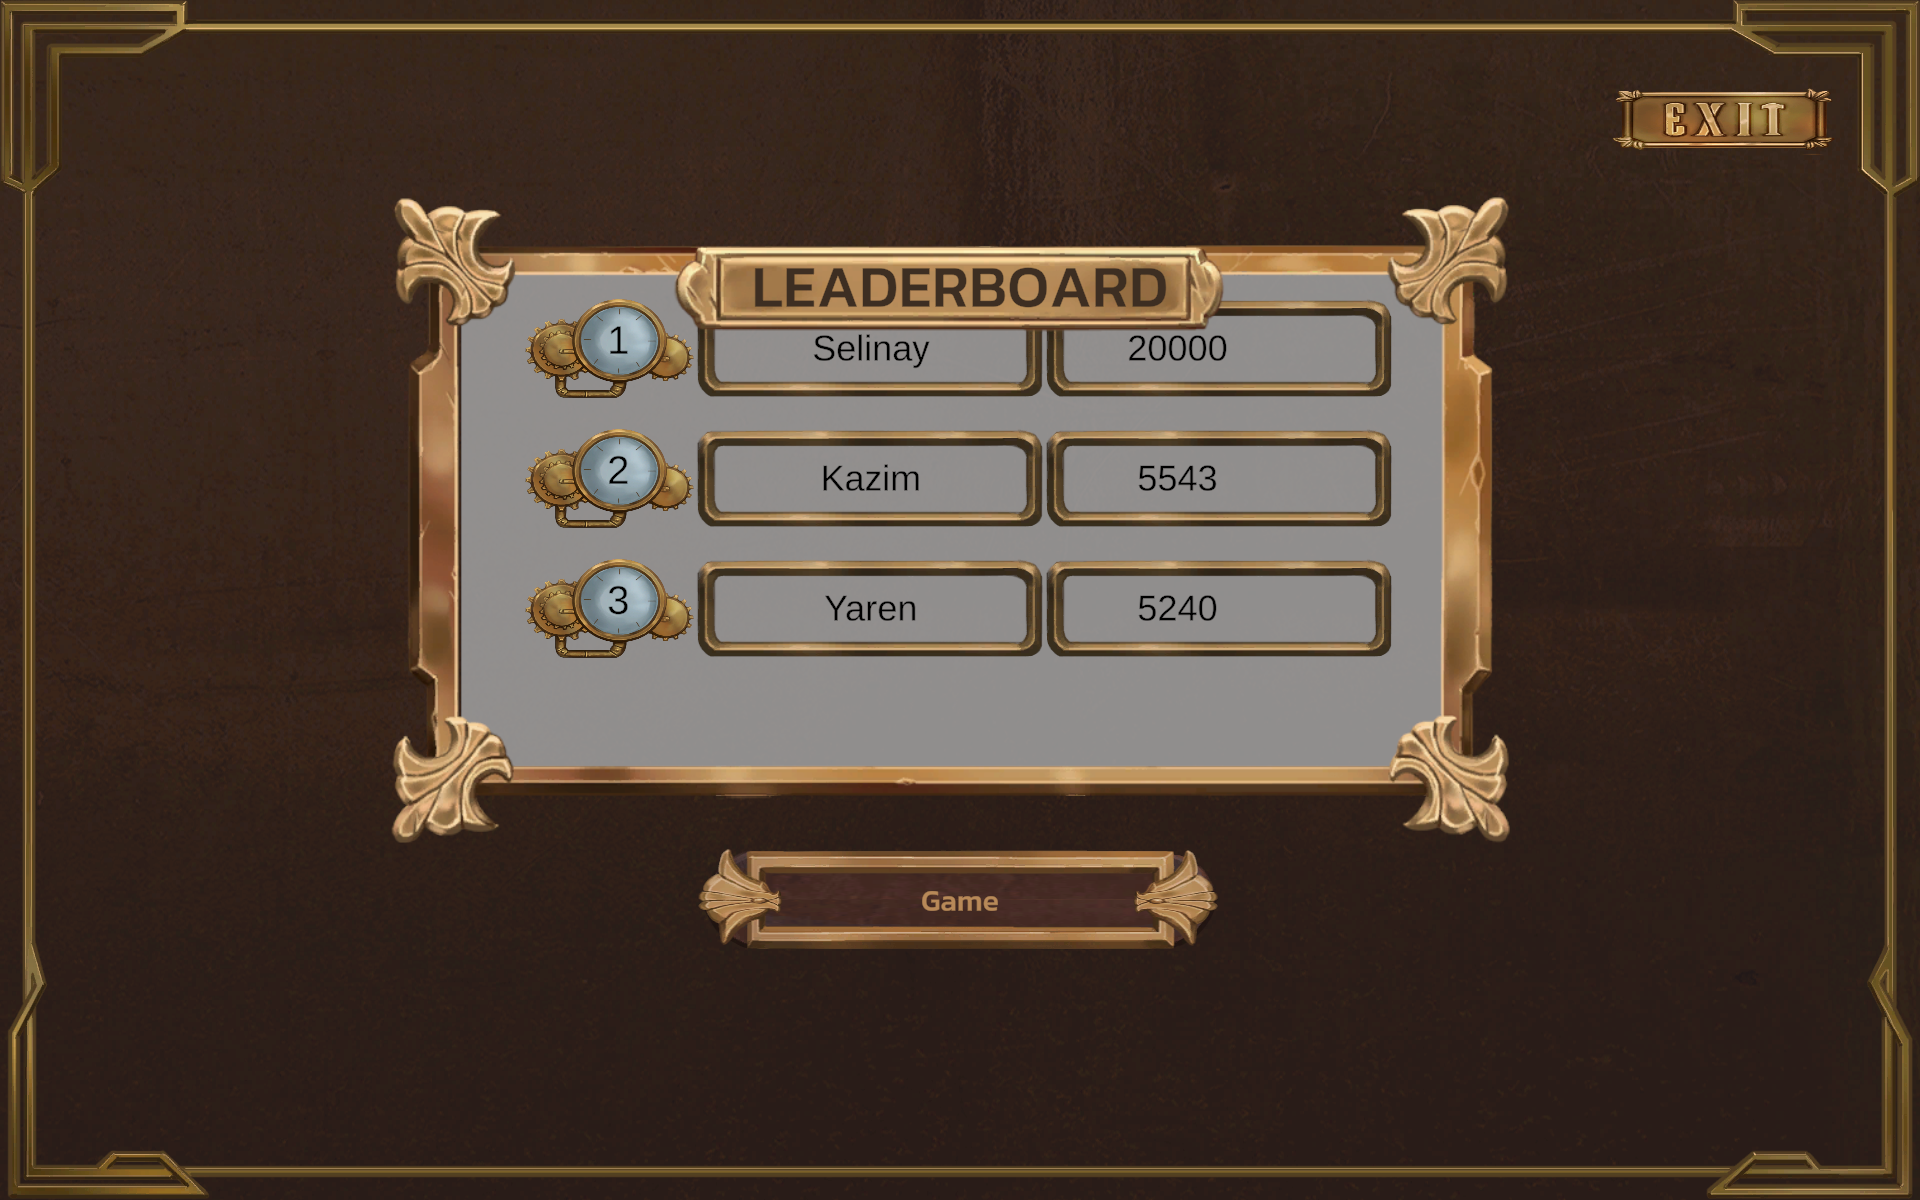 EXIT
LEADERBOARD
1 Selinay 20000
2 Kazim 5543
3 Yaren 5240
Game